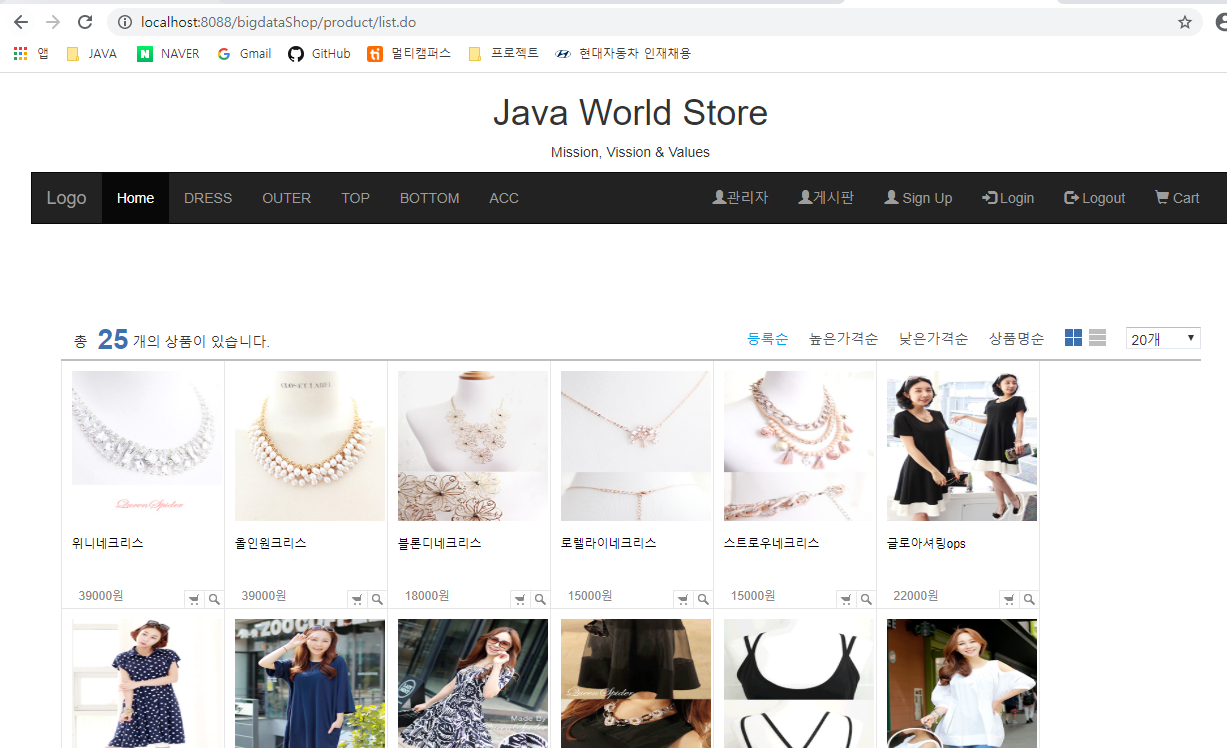 localhost:8088/bigdataShop/product/list.do
앱 JAVA NAVER Gmail GitHub 멀티캠퍼스 프로젝트 현대자동차 인재채용
Java World Store
Mission, Vission & Values
Logo Home DRESS OUTER TOP BOTTOM ACC 관리자 게시판 Sign Up Login Logout Cart
총 25 개의 상품이 있습니다. 등록순 높은가격순 낮은가격순 상품명순 20개
CLOSET LABEL
QueenSpider
위니네크리스 올인원크리스 블론디네크리스 로렐라이네크리스 스트로우네크리스 글로아셔링ops
39000원 39000원 18000원 15000원 15000원 22000원
ZOOCOFFEE
QueenSpider
Made By